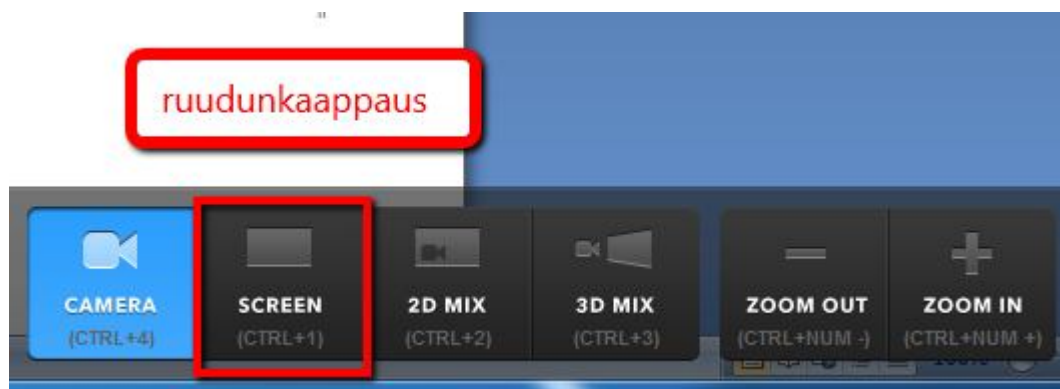 ruudunkaappaus
CAMERA SCREEN 2D MIX 3D MIX ZOOM OUT ZOOM IN
(CTRL+4) (CTRL+1) (CTRL+2) (CTRL+3) (CTRL+NUM -) (CTRL+NUM +)